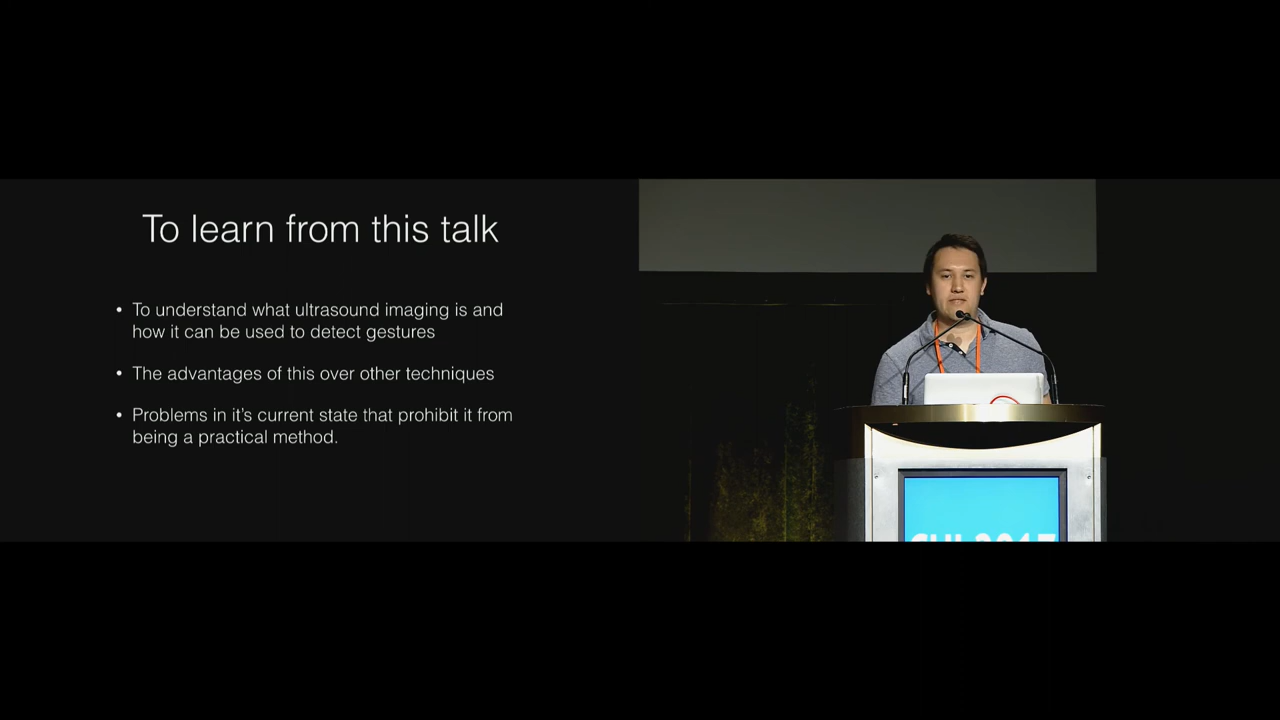 To learn from this talk
• To understand what ultrasound imaging is and
how it can be used to detect gestures
• The advantages of this over other techniques
• Problems in it's current state that prohibit it from
being a practical method.
CHI 2017